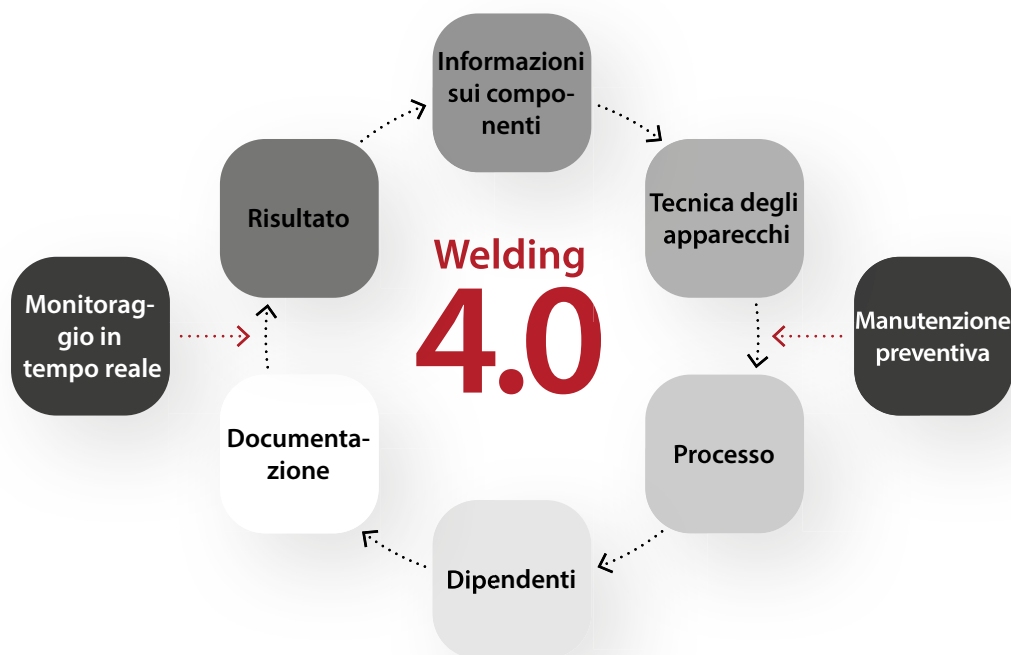 Informazioni
sui compo-
nenti
Tecnica degli
apparecchi
Risultato
Welding
4.0
Monitorag-
gio in
tempo reale
Manutenzione
preventiva
Documenta-
zione
Processo
Dipendenti